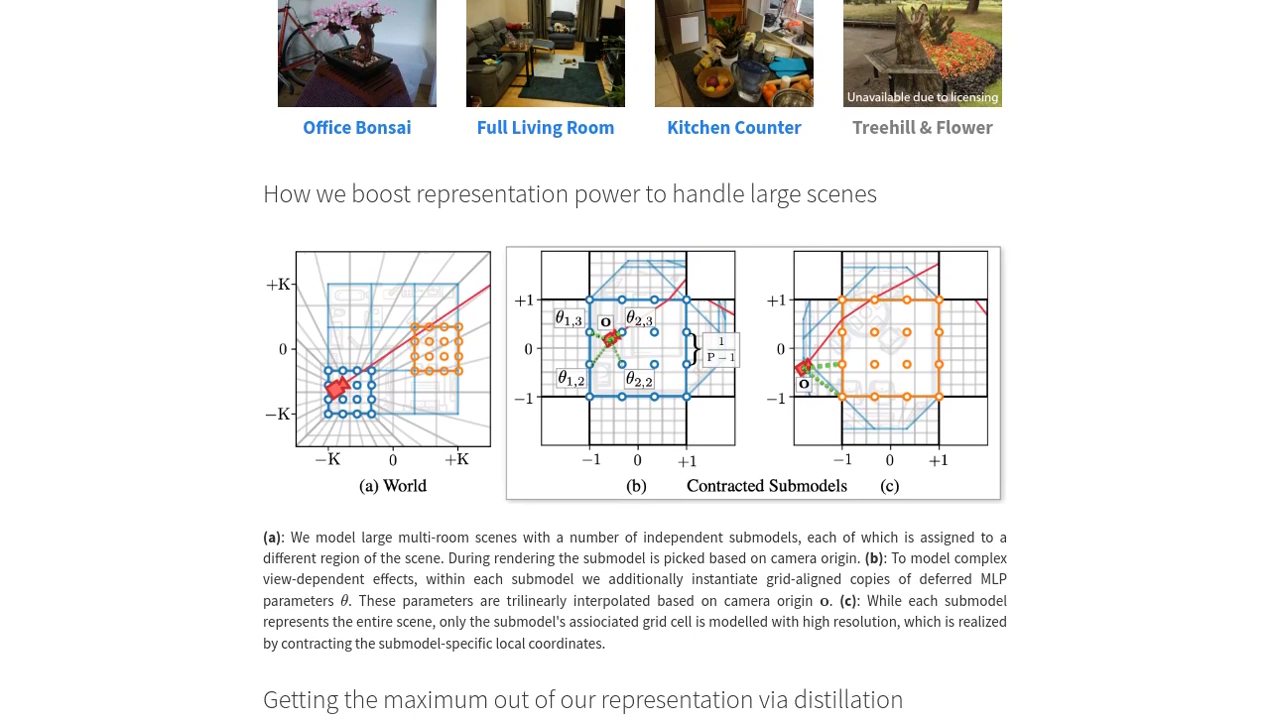 Unavailable due to licensing
Office Bonsai
Full Living Room
Kitchen Counter
Treehill & Flower
How we boost representation power to handle large scenes
+K
0
−K
−K 0 +K
(a) World
+1
0
−1
θ1,3
o
θ2,3
θ1,2
θ2,2
1
P − 1
−1 0 +1
(b)
Contracted Submodels
+1
0
−1
o
−1 0 +1
(c)
(a): We model large multi-room scenes with a number of independent submodels, each of which is assigned to a
different region of the scene. During rendering the submodel is picked based on camera origin. (b): To model complex
view-dependent effects, within each submodel we additionally instantiate grid-aligned copies of deferred MLP
parameters θ. These parameters are trilinearly interpolated based on camera origin o. (c): While each submodel
represents the entire scene, only the submodel's assiociated grid cell is modelled with high resolution, which is realized
by contracting the submodel-specific local coordinates.
Getting the maximum out of our representation via distillation